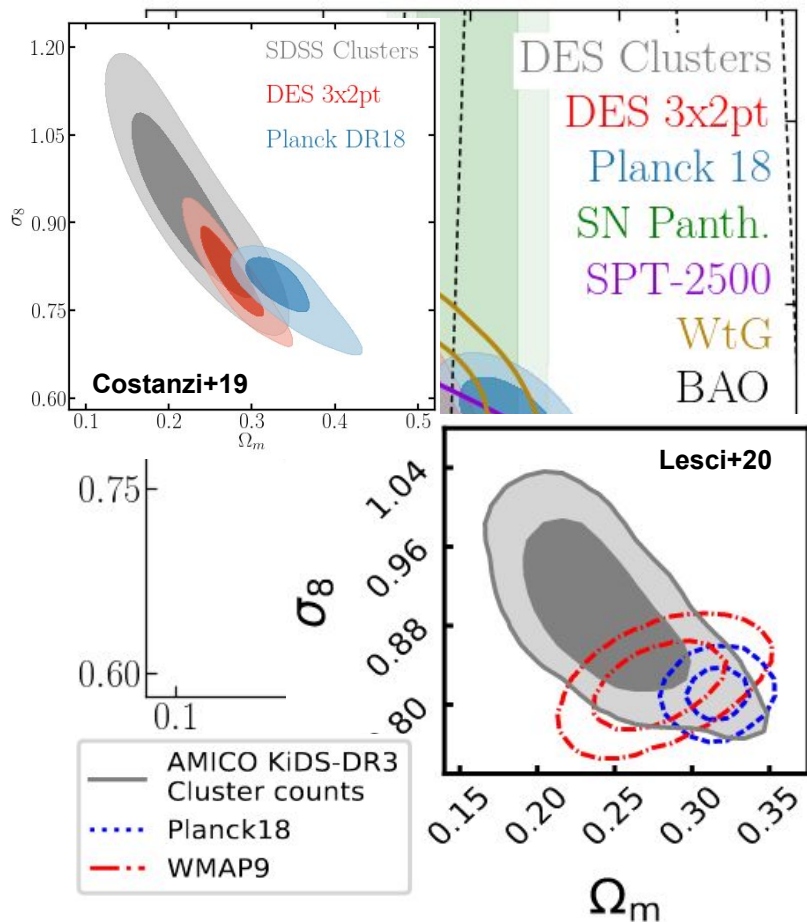 1.20
1.05
0.90
0.75
0.60
σ8
0.1
0.2
0.3
0.4
0.5
Ωm
SDSS Clusters
DES 3x2pt
Planck DR18
Costanzi+19
DES Clusters
DES 3x2pt
Planck 18
SN Panth.
SPT-2500
WtG
BAO
0.75
0.60
0.1
Lesci+20
σ8
1.04
0.96
0.88
0.80
0.15
0.20
0.25
0.30
0.35
Ωm
AMICO KiDS-DR3
Cluster counts
Planck18
WMAP9